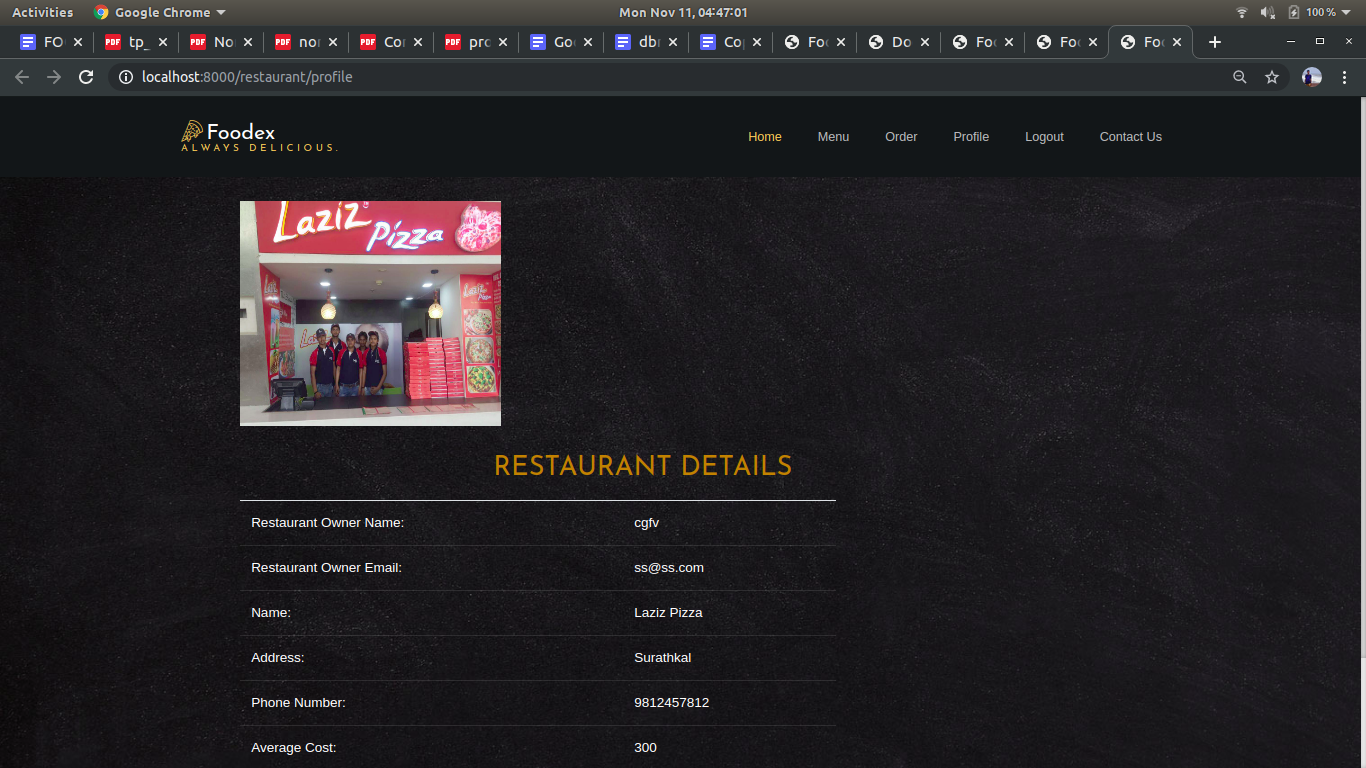 Activities Google Chrome Mon Nov 11, 04:47:01 100 %
FO tp_ No nor Cor pro Go dbr Co Fo Do Foo Foo Foo
localhost:8000/restaurant/profile
Foodex
ALWAYS DELICIOUS.
Home Menu Order Profile Logout Contact Us
Laziz
Pizza
RESTAURANT DETAILS
Restaurant Owner Name: cgfv
Restaurant Owner Email: ss@ss.com
Name: Laziz Pizza
Address: Surathkal
Phone Number: 9812457812
Average Cost: 300